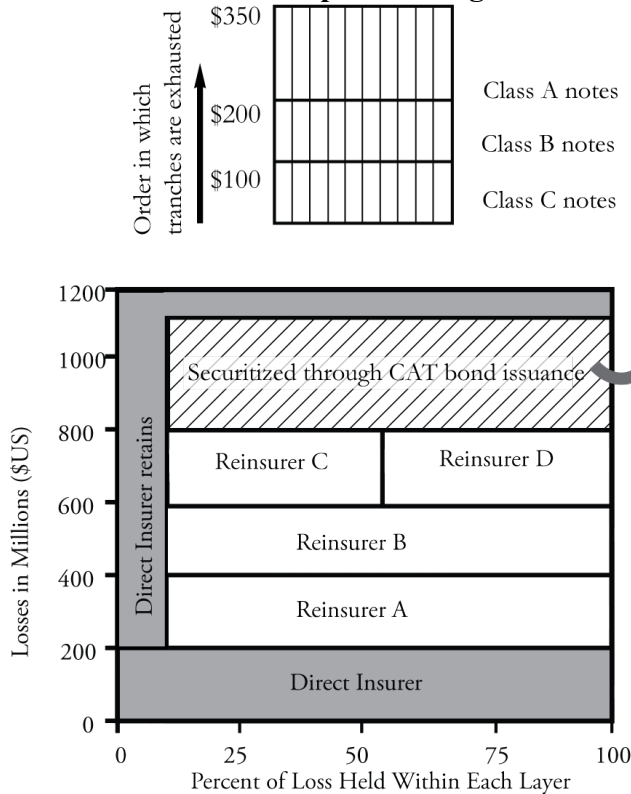 $350
$200
$100
Order in which
tranches are exhausted
Class A notes
Class B notes
Class C notes
1200
1000
800
600
400
200
0
Losses in Millions ($US)
Direct Insurer retains
Securitized through CAT bond issuance
Reinsurer C
Reinsurer D
Reinsurer B
Reinsurer A
Direct Insurer
0 25 50 75 100
Percent of Loss Held Within Each Layer